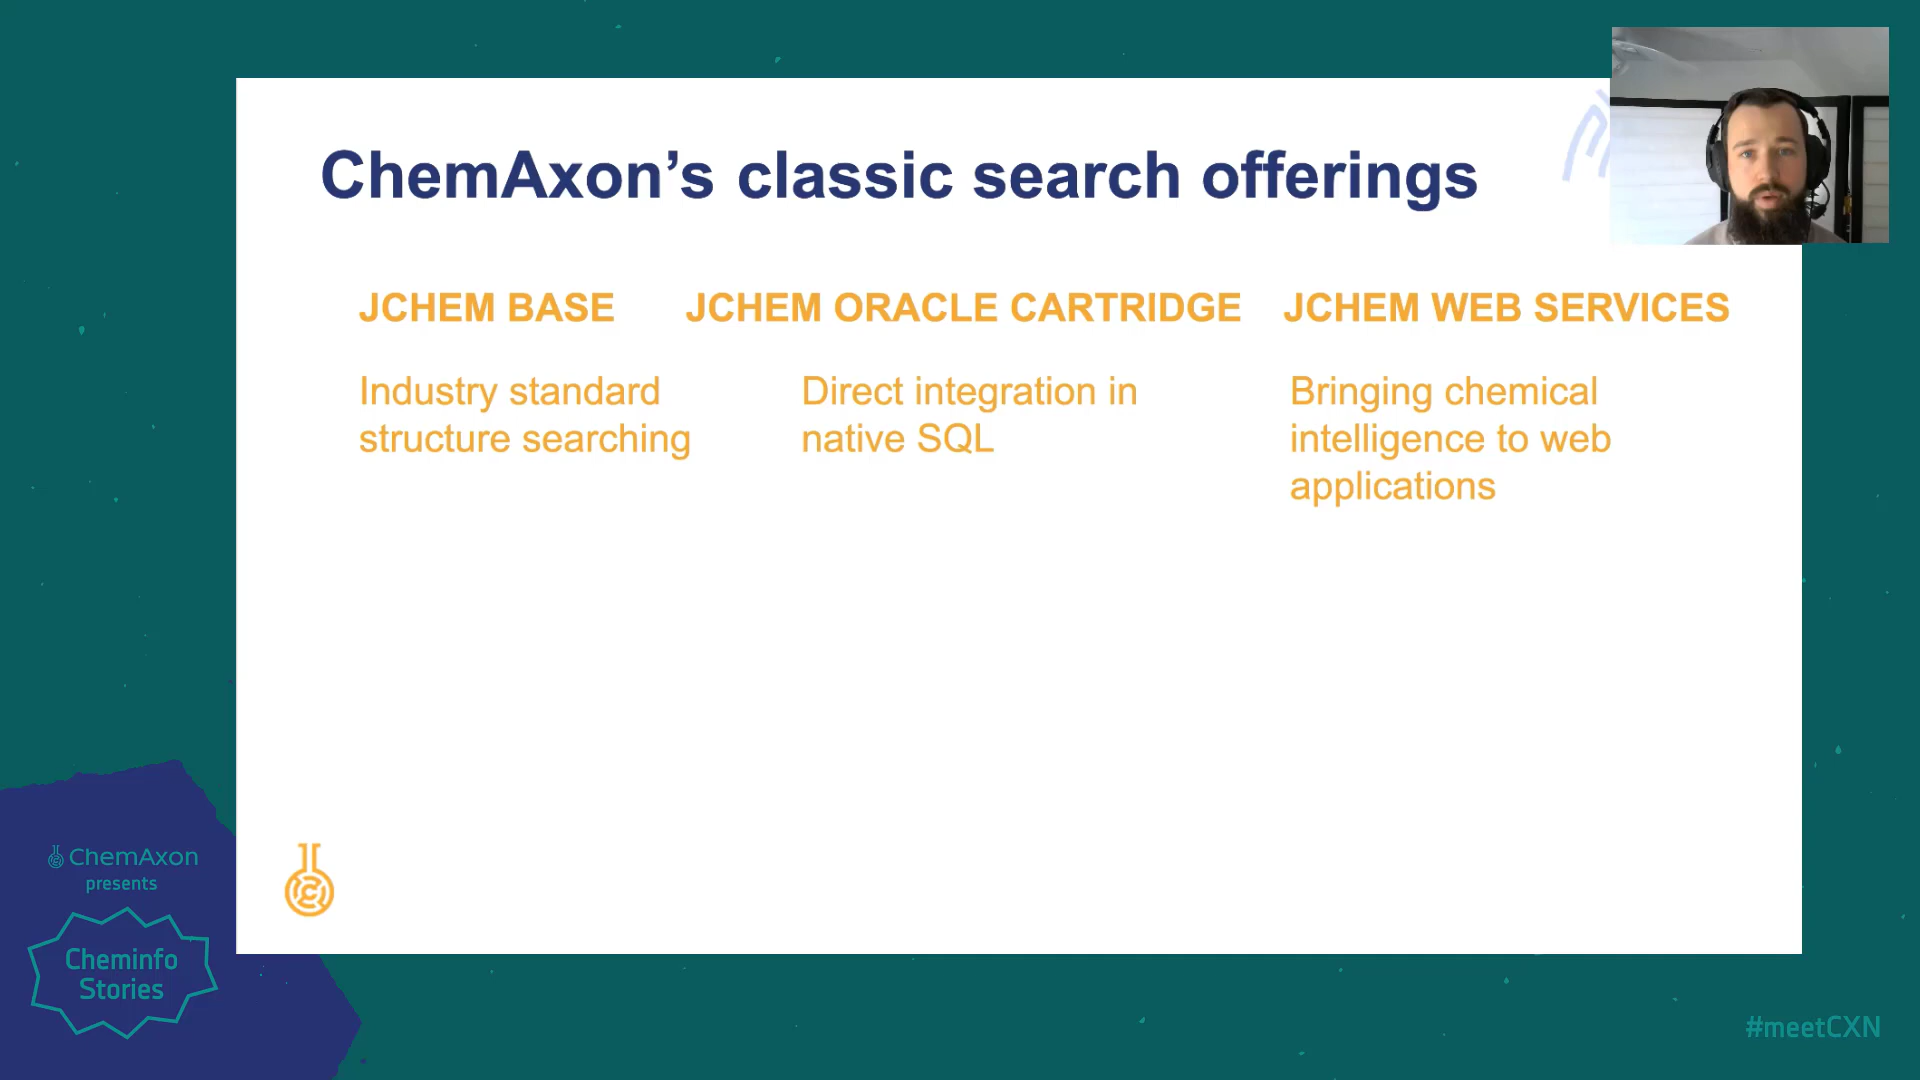 ChemAxon’s classic search offerings
JCHEM BASE
Industry standard
structure searching
JCHEM ORACLE CARTRIDGE
Direct integration in
native SQL
JCHEM WEB SERVICES
Bringing chemical
intelligence to web
applications
ChemAxon
presents
Cheminfo
Stories
#meetCXN